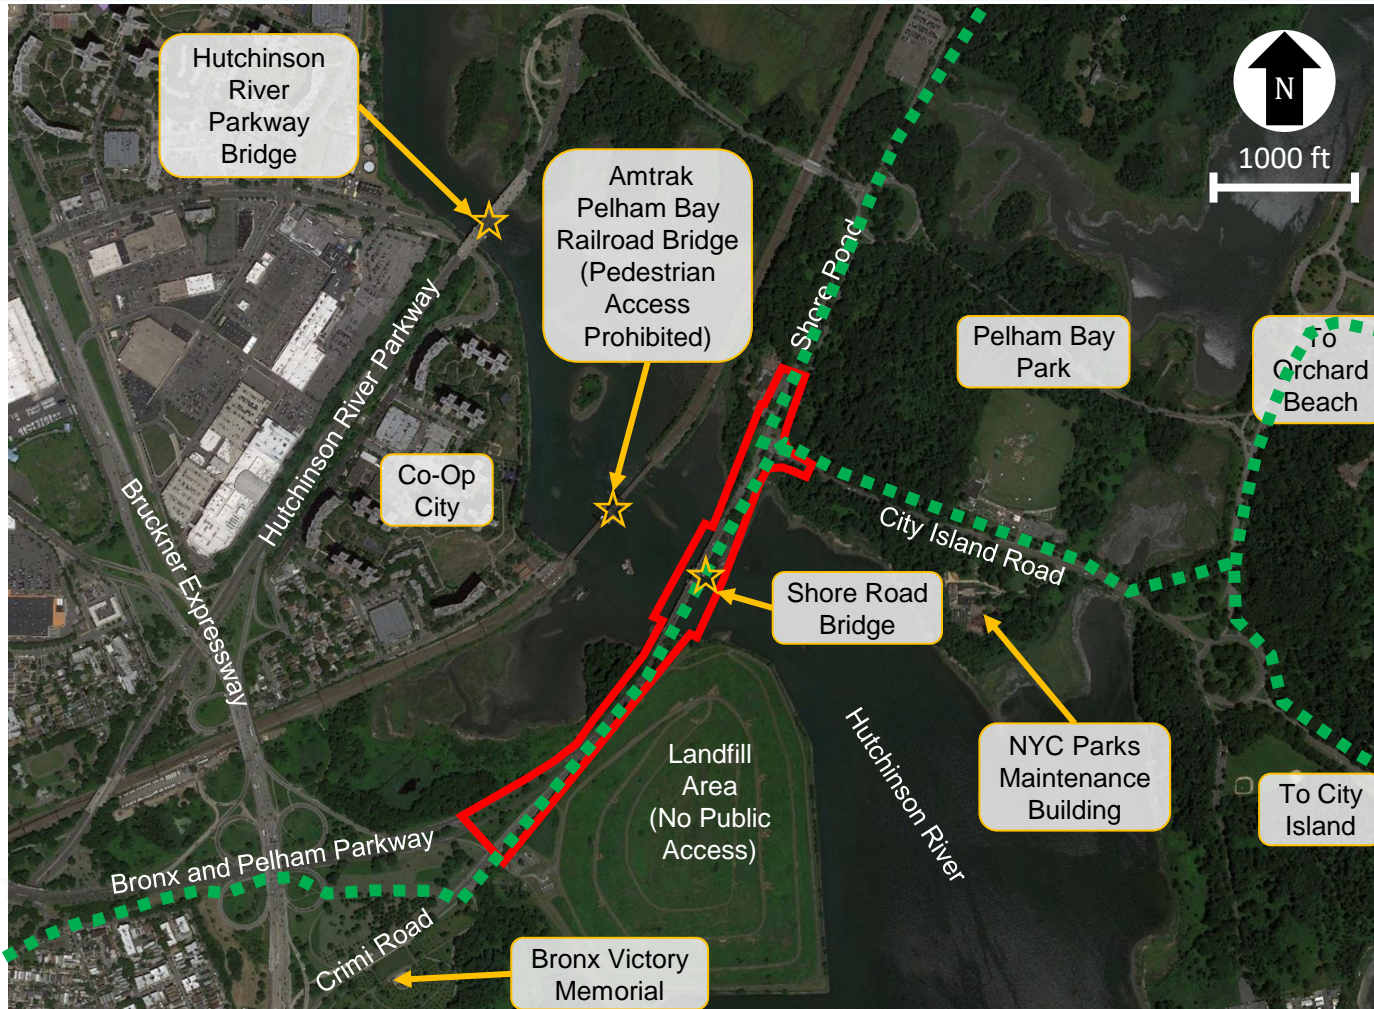 Hutchinson
River
Parkway
Bridge
N
1000 ft
Amtrak
Pelham Bay
Railroad Bridge
(Pedestrian
Access
Prohibited)
Shore Road
Pelham Bay
Park
To
Orchard
Beach
Hutchinson River Parkway
Co-Op
City
Bruckner Expressway
City Island Road
Shore Road
Bridge
Hutchinson River
NYC Parks
Maintenance
Building
Landfill
Area
(No Public
Access)
To City
Island
Bronx and Pelham Parkway
Crimi Road
Bronx Victory
Memorial